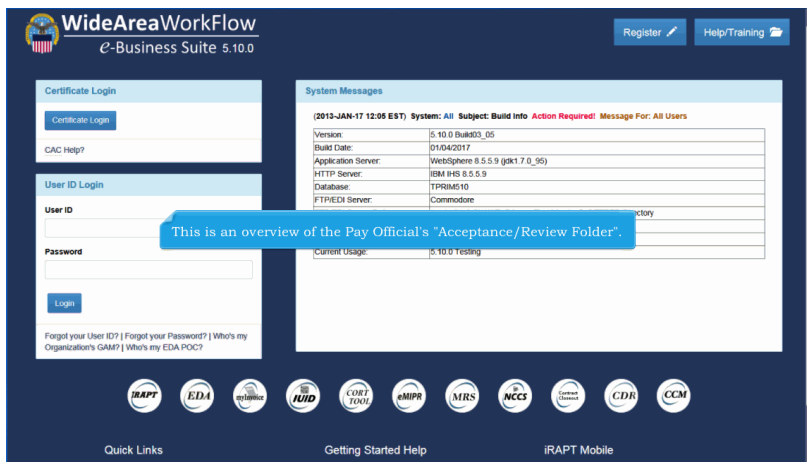 WideAreaWorkFlow
e-Business Suite 5.10.0
Register
Help/Training
Certificate Login
Certificate Login
CAC Help?
User ID Login
User ID
Password
Login
Forgot your User ID? | Forgot your Password? | Who's my
Organization's GAM? | Who's my EDA POC?
System Messages
(2013-JAN-17 12:05 EST) System: All Subject: Build Info Action Required! Message For: All Users
Version: 5.10.0 Build03_05
Build Date: 01/04/2017
Application Server: WebSphere 8.5.5.9 (jdk1.7.0_95)
HTTP Server: IBM IHS 8.5.5.9
Database: TPRIM510
FTP/EDI Server: Commodore
This is an overview of the Pay Official's "Acceptance/Review Folder".
Current Usage: 5.10.0 Testing
iRAPT
EDA
myInvoice
IUID
CORT
TOOL
eMIPR
MRS
NCCS
Contract
Closeout
CDR
CCM
Quick Links
Getting Started Help
iRAPT Mobile